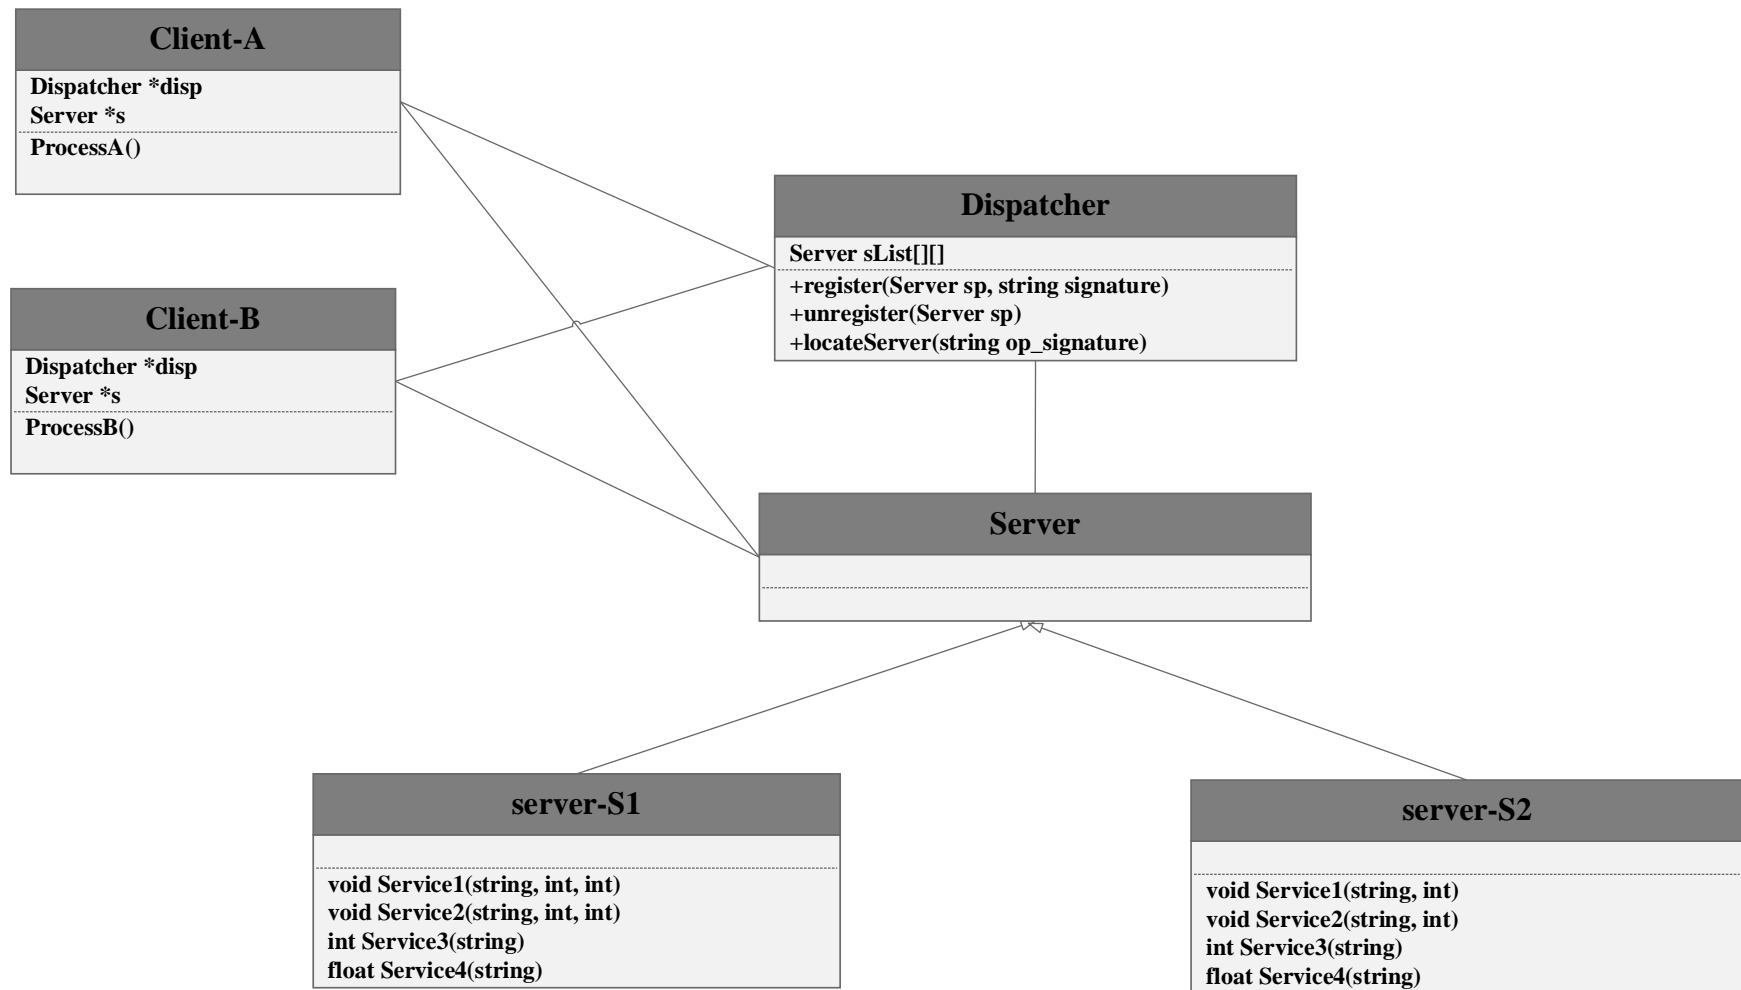 Client-A
Dispatcher *disp
Server *s
ProcessA()
Dispatcher
Server sList[][]
+register(Server sp, string signature)
+unregister(Server sp)
+locateServer(string op_signature)
Client-B
Dispatcher *disp
Server *s
ProcessB()
Server
server-S1
void Service1(string, int, int)
void Service2(string, int, int)
int Service3(string)
float Service4(string)
server-S2
void Service1(string, int)
void Service2(string, int)
int Service3(string)
float Service4(string)